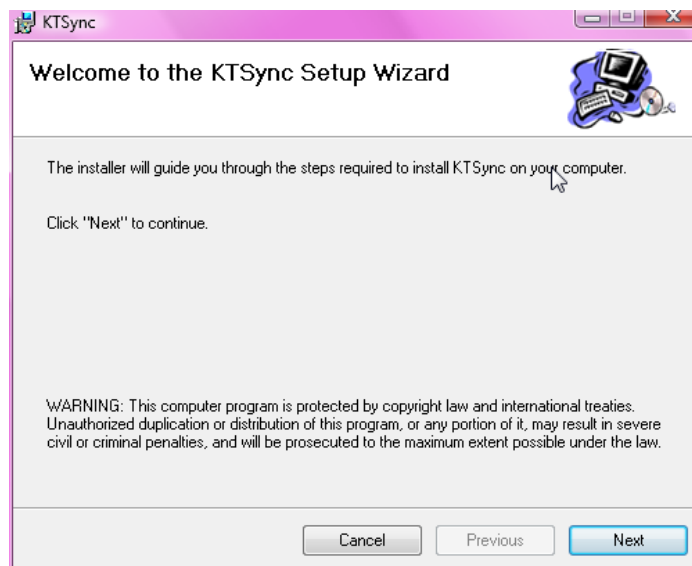 KTSync
Welcome to the KTSync Setup Wizard
The installer will guide you through the steps required to install KTSync on your computer.
Click "Next" to continue.
WARNING: This computer program is protected by copyright law and international treaties.
Unauthorized duplication or distribution of this program, or any portion of it, may result in severe
civil or criminal penalties, and will be prosecuted to the maximum extent possible under the law.
Cancel Previous Next